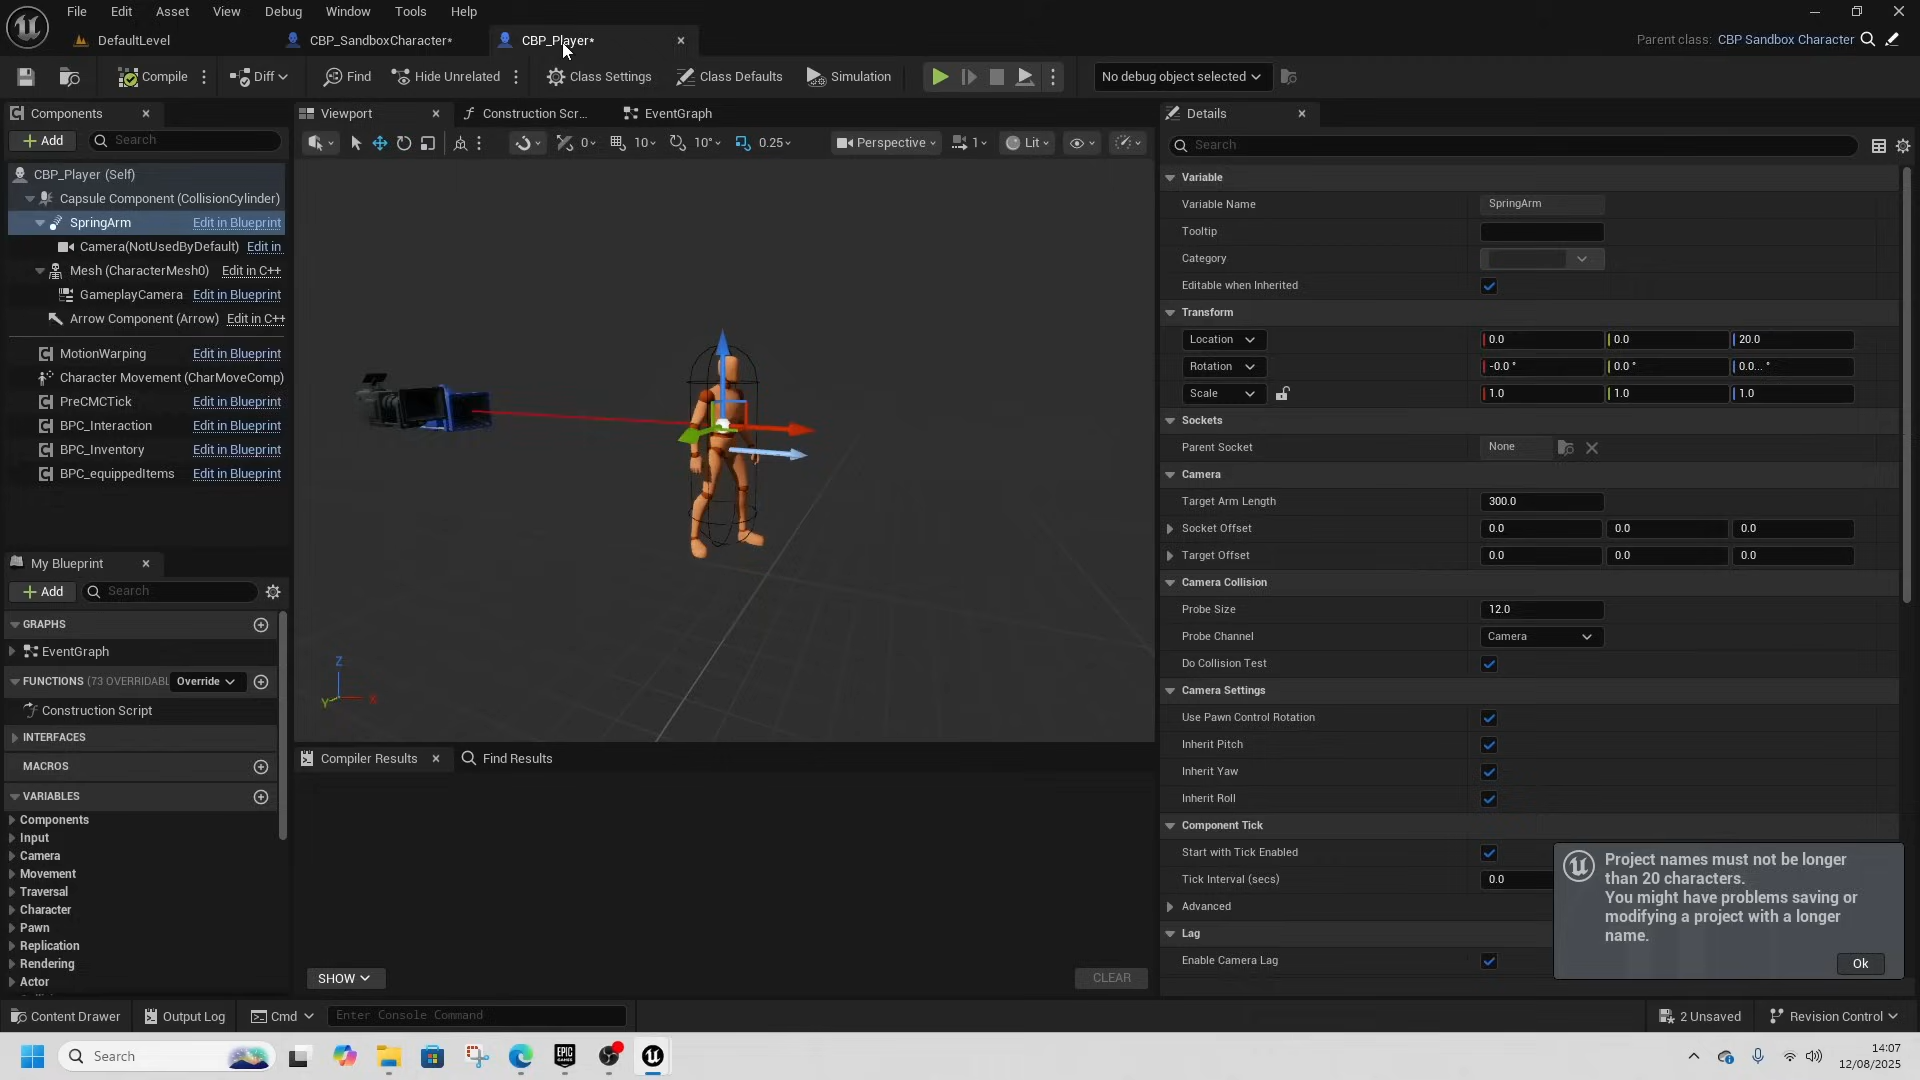 File Edit Asset View Debug Window Tools Help
DefaultLevel CBP_SandboxCharacter* CBP_Player* Parent class: CBP Sandbox Character
Compile Diff Find Hide Unrelated Class Settings Class Defaults Simulation No debug object selected
Components Viewport Construction Scr... EventGraph Details
Add Search 0 10 10° 0.25 Perspective 1 Lit Search
CBP_Player (Self)
Capsule Component (CollisionCylinder)
SpringArm Edit in Blueprint
Camera(NotUsedByDefault) Edit in
Mesh (CharacterMesh0) Edit in C++
GameplayCamera Edit in Blueprint
Arrow Component (Arrow) Edit in C++
MotionWarping Edit in Blueprint
Character Movement (CharMoveComp)
PreCMCTick Edit in Blueprint
BPC_Interaction Edit in Blueprint
BPC_Inventory Edit in Blueprint
BPC_equippedItems Edit in Blueprint
My Blueprint
Add Search
GRAPHS
EventGraph
FUNCTIONS (73 OVERRIDABL Override
Construction Script
INTERFACES
MACROS
VARIABLES
Components
Input
Camera
Movement
Traversal
Character
Pawn
Replication
Rendering
Actor
Z
Y X
Compiler Results Find Results
SHOW CLEAR
Variable
Variable Name SpringArm
Tooltip
Category
Editable when Inherited
Transform
Location 0.0 0.0 20.0
Rotation -0.0 ° 0.0 ° 0.0... °
Scale 1.0 1.0 1.0
Sockets
Parent Socket None
Camera
Target Arm Length 300.0
Socket Offset 0.0 0.0 0.0
Target Offset 0.0 0.0 0.0
Camera Collision
Probe Size 12.0
Probe Channel Camera
Do Collision Test
Camera Settings
Use Pawn Control Rotation
Inherit Pitch
Inherit Yaw
Inherit Roll
Component Tick
Start with Tick Enabled
Tick Interval (secs) 0.0
Advanced
Lag
Enable Camera Lag
Project names must not be longer
than 20 characters.
You might have problems saving or
modifying a project with a longer
name.
Ok
Content Drawer Output Log Cmd Enter Console Command 2 Unsaved Revision Control
Search EPIC GAMES 14:07
12/08/2025